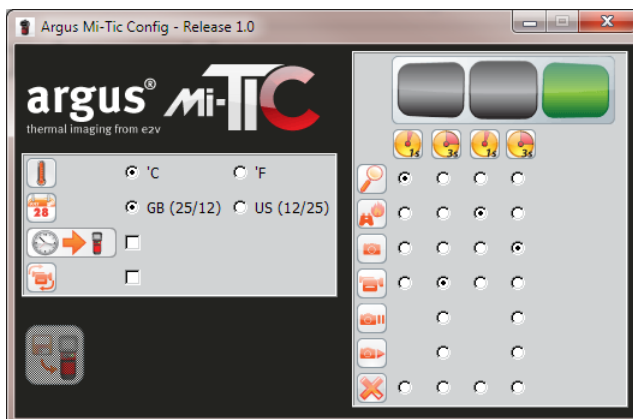 Argus Mi-Tic Config - Release 1.0
argus® Mi-TIC
thermal imaging from e2v
'C 'F
28 GB (25/12) US (12/25)
1s 3s 1s 3s